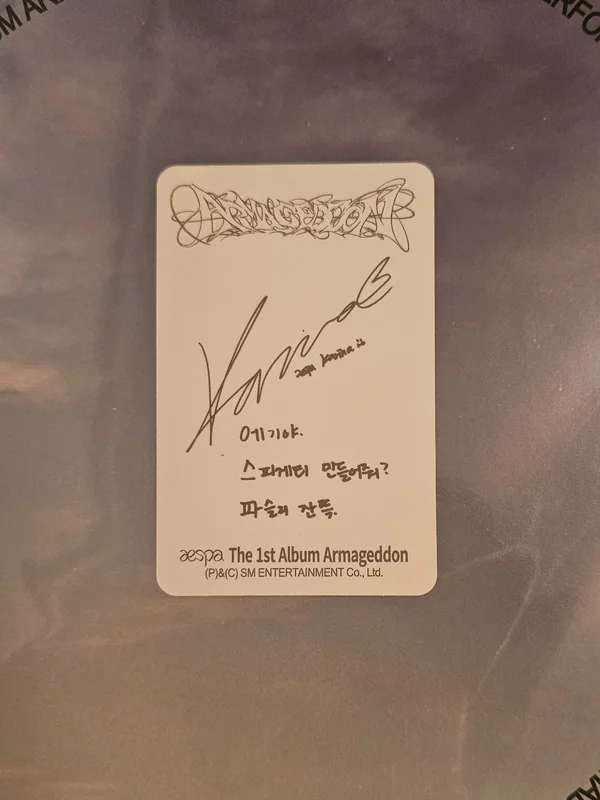 ARMAGEDDON
Karina
aespa Karina
에기야.
스파게티 만들어줘?
파슬리 잔뜩.
aespa The 1st Album Armageddon
(P)&(C) SM ENTERTAINMENT Co., Ltd.